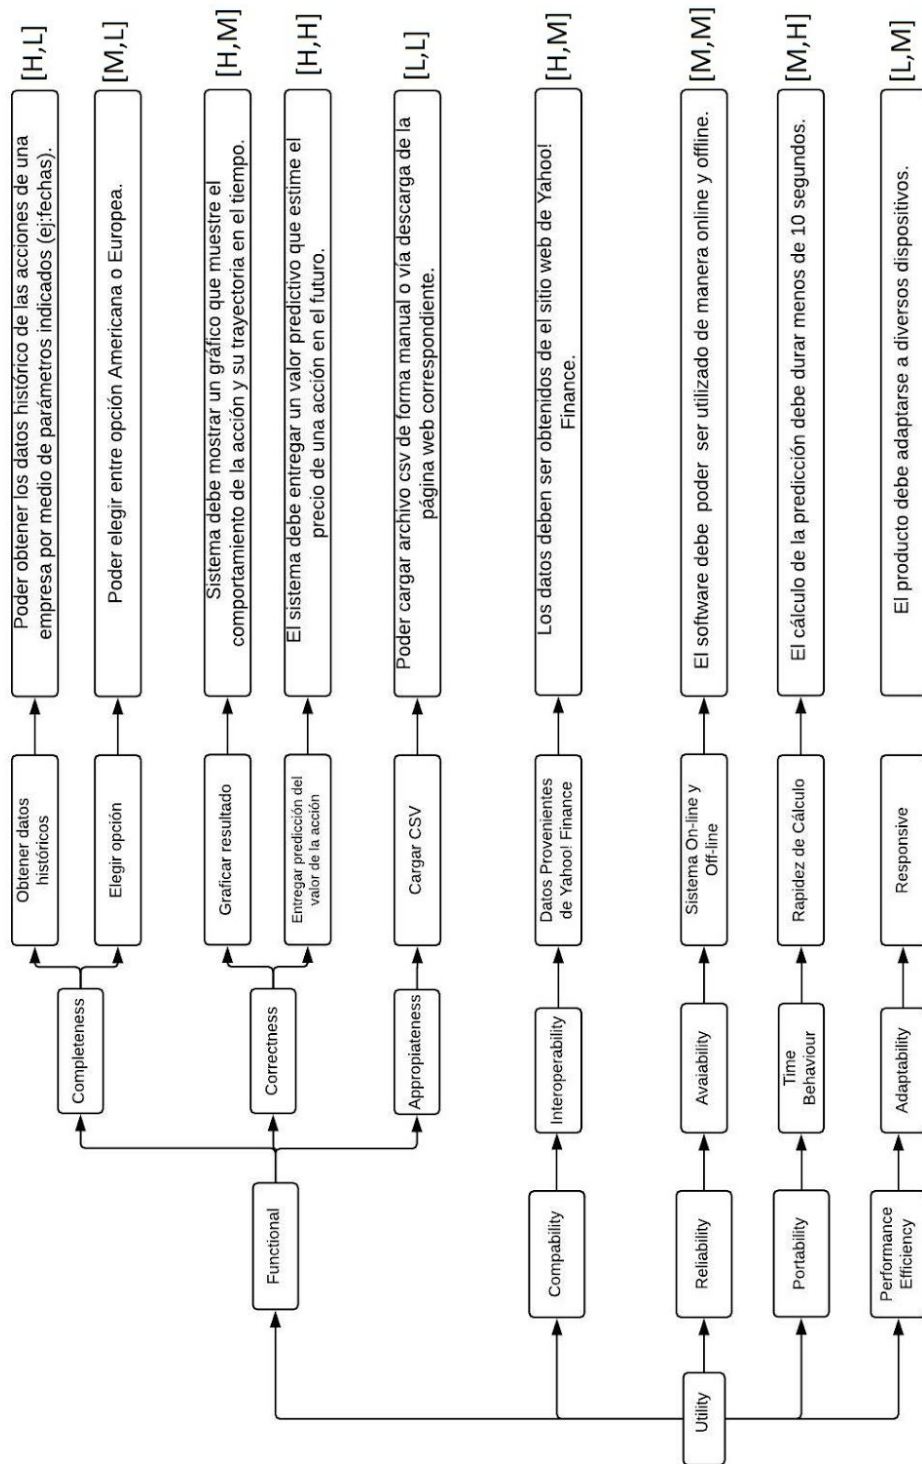 Utility
Functional
Completeness
Obtener datos
históricos
Poder obtener los datos histórico de las acciones de una
empresa por medio de parámetros indicados (ej:fechas).
[H,L]
Elegir opción
Poder elegir entre opción Americana o Europea.
[M,L]
Correctness
Graficar resultado
Sistema debe mostrar un gráfico que muestre el
comportamiento de la acción y su trayectoria en el tiempo.
[H,M]
Entregar predicción del
valor de la acción
El sistema debe entregar un valor predictivo que estime el
precio de una acción en el futuro.
[H,H]
Appropiateness
Cargar CSV
Poder cargar archivo csv de forma manual o vía descarga de la
página web correspondiente.
[L,L]
Compability
Interoperability
Datos Provenientes
de Yahoo! Finance
Los datos deben ser obtenidos de el sitio web de Yahoo!
Finance.
[H,M]
Reliability
Avaiability
Sistema On-line y
Off-line
El software debe poder ser utilizado de manera online y offline.
[M,M]
Portability
Time
Behaviour
Rapidez de Cálculo
El cálculo de la predicción debe durar menos de 10 segundos.
[M,H]
Performance
Efficiency
Adaptability
Responsive
El producto debe adaptarse a diversos dispositivos.
[L,M]